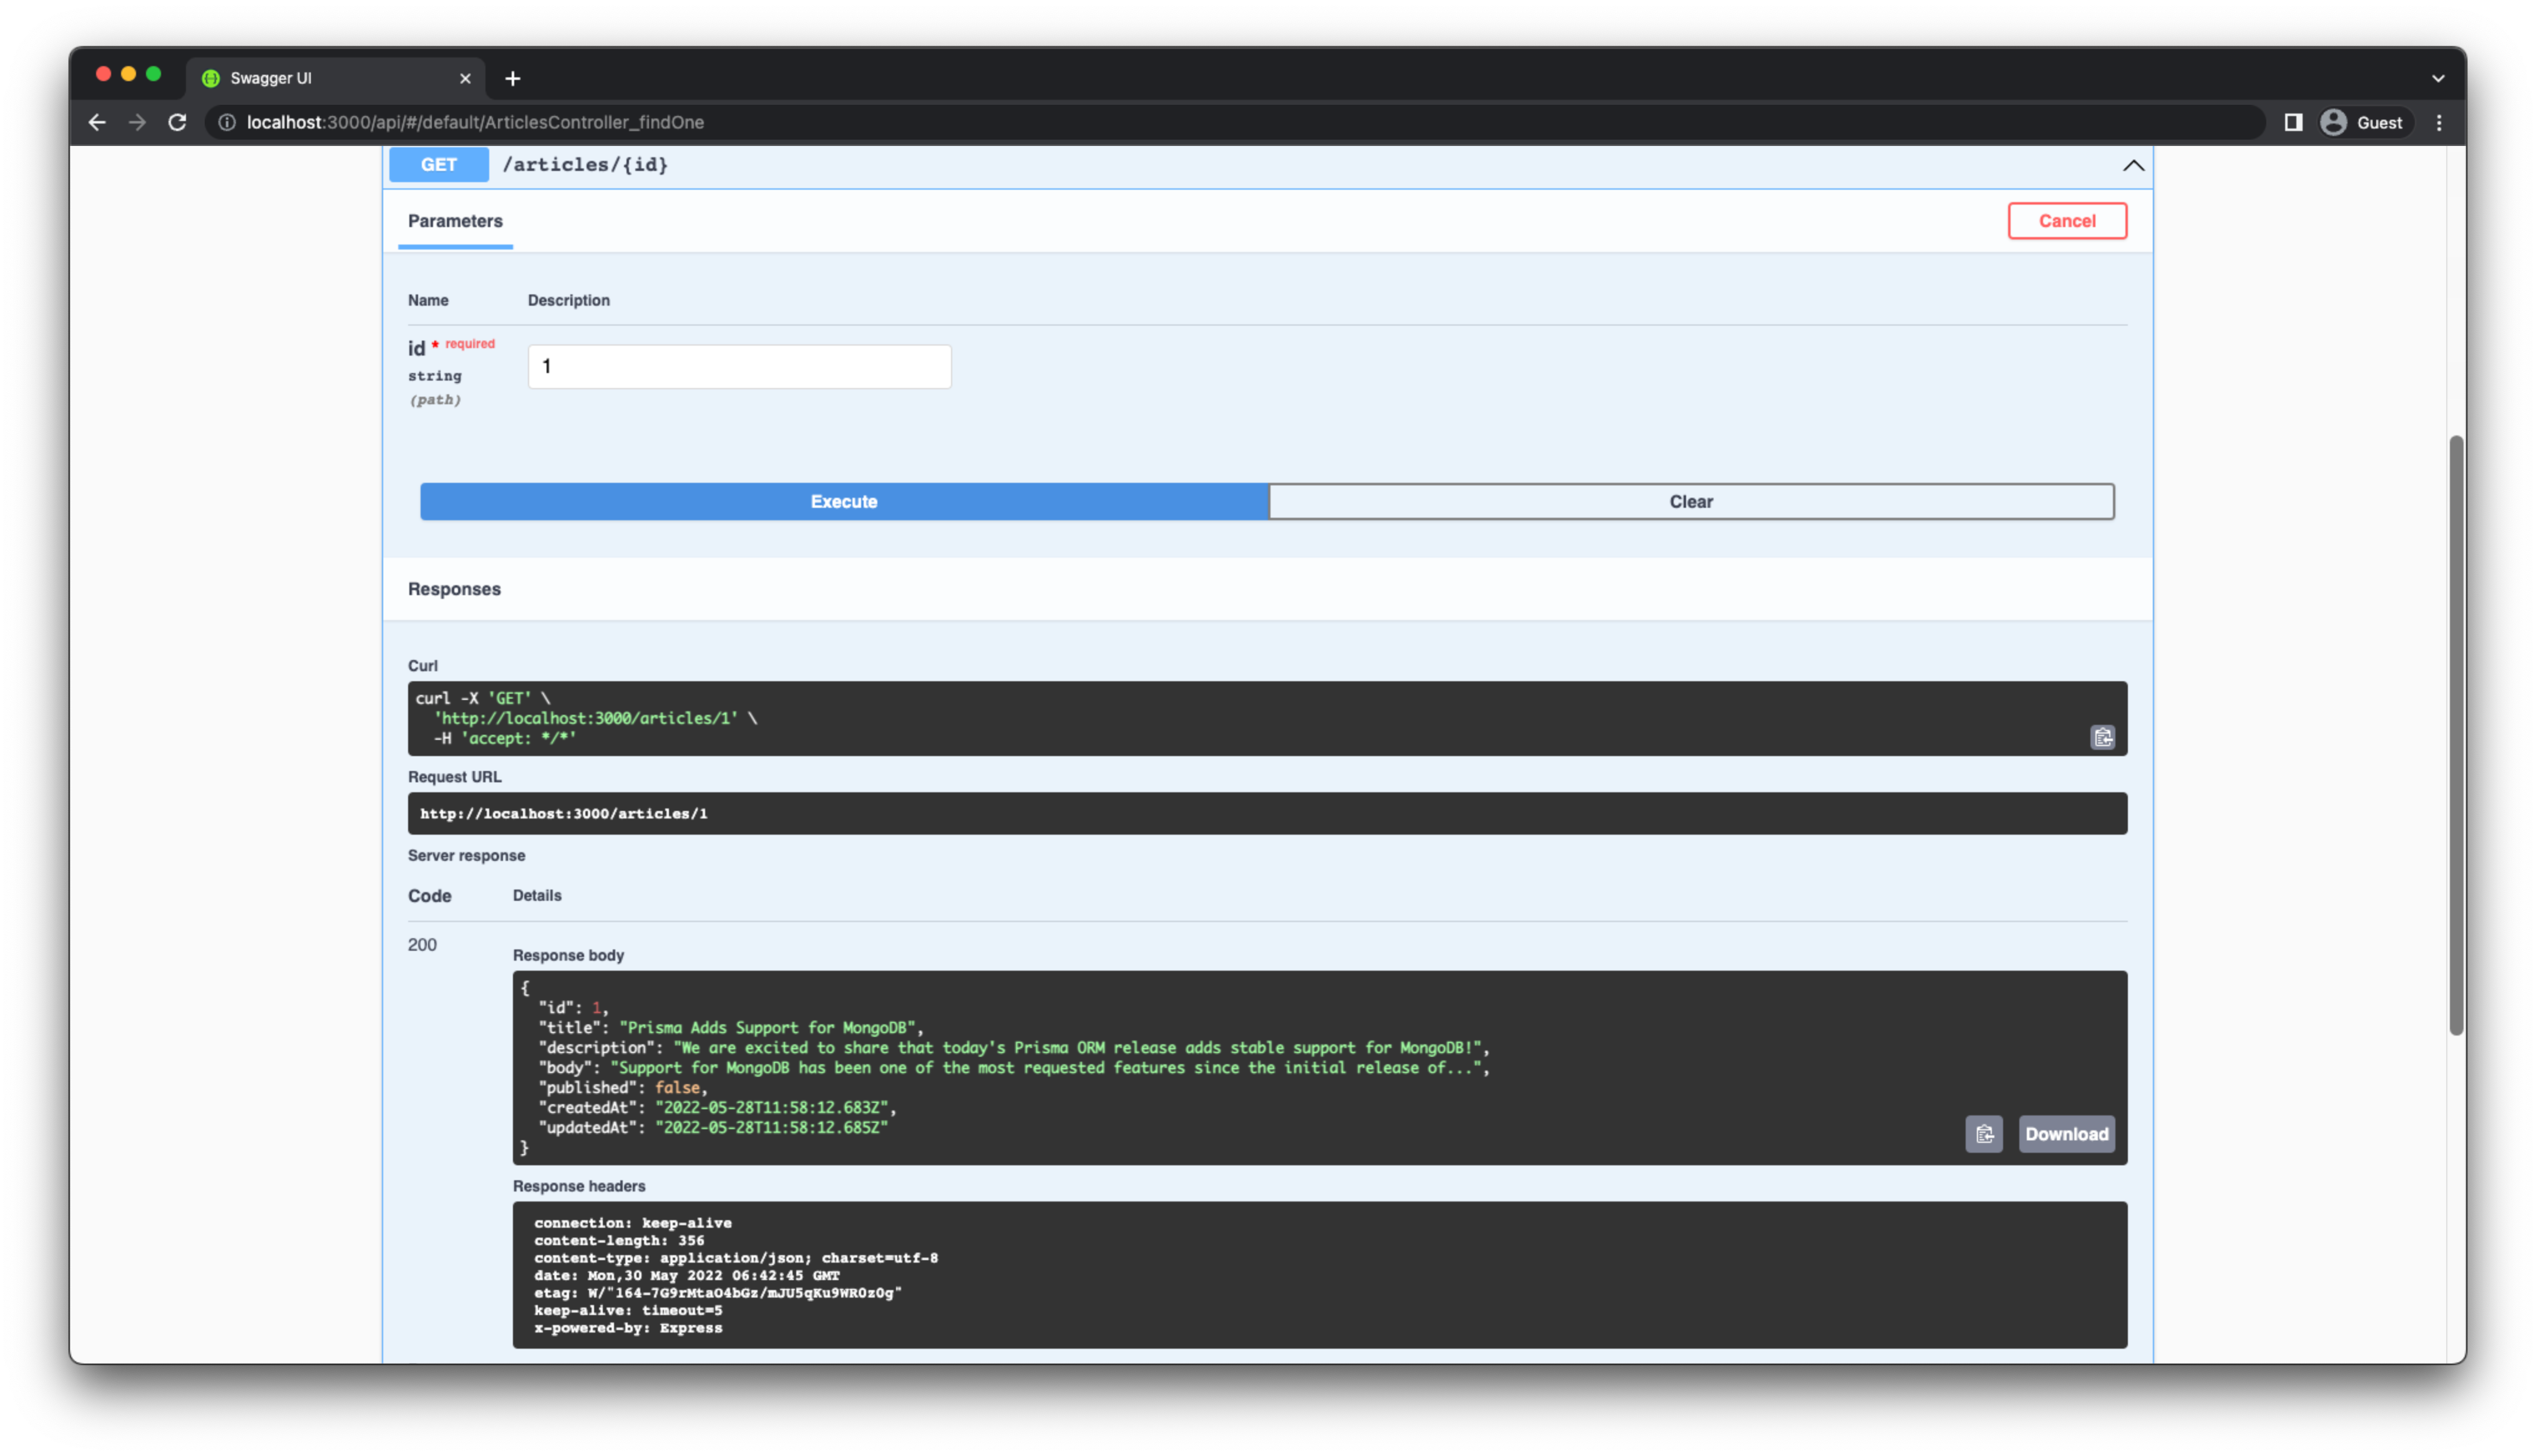 Swagger UI
localhost:3000/api/#/default/ArticlesController_findOne
Guest
GET /articles/{id}
Parameters
Cancel
Name Description
id * required
string
(path)
1
Execute Clear
Responses
Curl
curl -X 'GET' \
'http://localhost:3000/articles/1' \
-H 'accept: */*'
Request URL
http://localhost:3000/articles/1
Server response
Code Details
200
Response body
{
"id": 1,
"title": "Prisma Adds Support for MongoDB",
"description": "We are excited to share that today's Prisma ORM release adds stable support for MongoDB!",
"body": "Support for MongoDB has been one of the most requested features since the initial release of...",
"published": false,
"createdAt": "2022-05-28T11:58:12.683Z",
"updatedAt": "2022-05-28T11:58:12.685Z"
}
Download
Response headers
connection: keep-alive
content-length: 356
content-type: application/json; charset=utf-8
date: Mon,30 May 2022 06:42:45 GMT
etag: W/"164-7G9rMtaO4bGz/mJU5qKu9WROz0g"
keep-alive: timeout=5
x-powered-by: Express